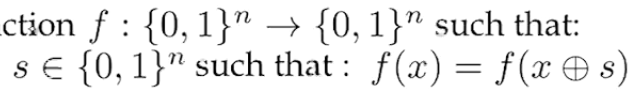 ction f : {0, 1}ⁿ → {0, 1}ⁿ such that:
s ∈ {0, 1}ⁿ such that : f(x) = f(x ⊕ s)